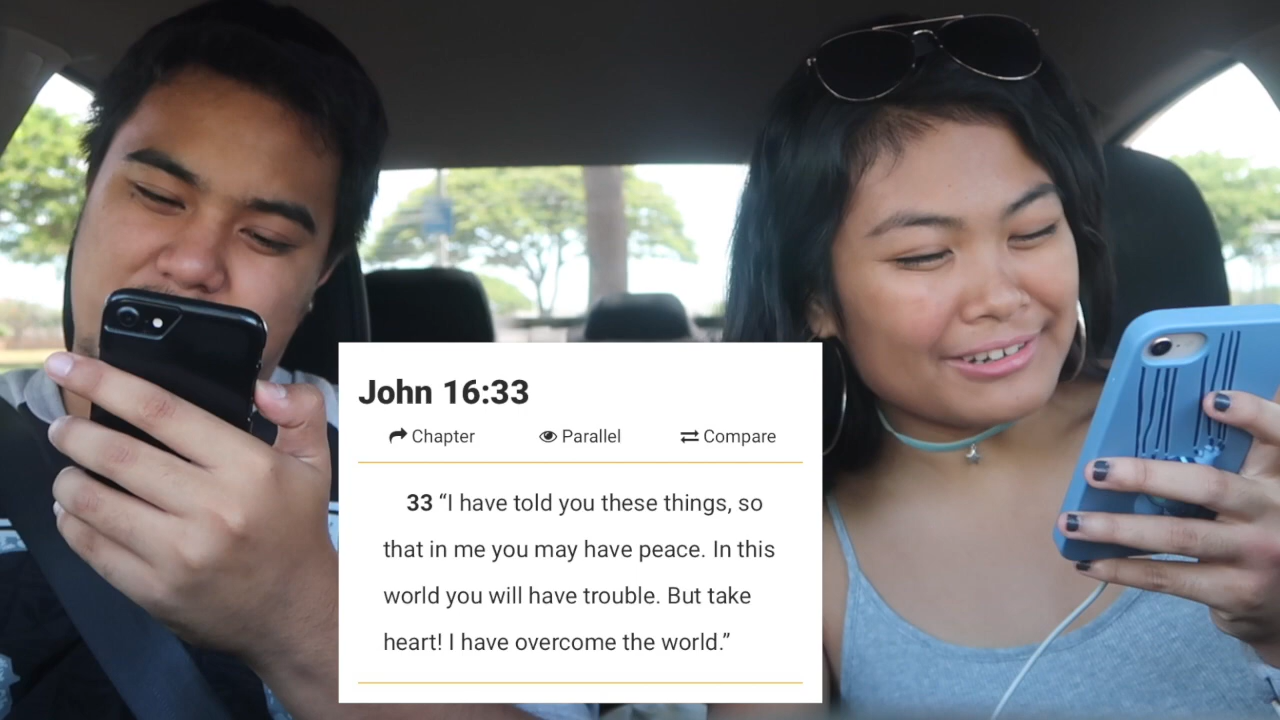 John 16:33
Chapter Parallel Compare
33 “I have told you these things, so
that in me you may have peace. In this
world you will have trouble. But take
heart! I have overcome the world.”